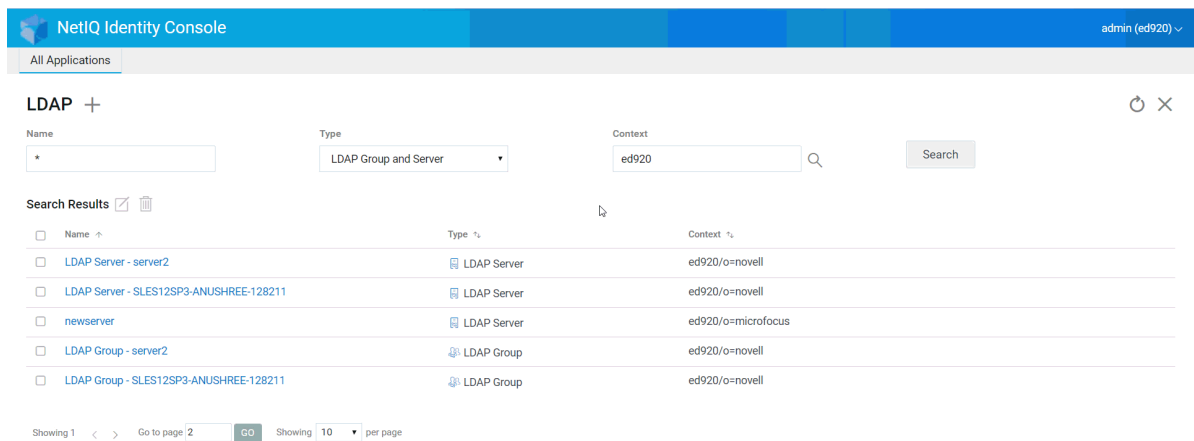 NetIQ Identity Console
admin (ed920)
All Applications
LDAP
Name Type Context
* LDAP Group and Server ed920 Search
Search Results
Name Type Context
LDAP Server - server2 LDAP Server ed920/o=novell
LDAP Server - SLES12SP3-ANUSHREE-128211 LDAP Server ed920/o=novell
newserver LDAP Server ed920/o=microfocus
LDAP Group - server2 LDAP Group ed920/o=novell
LDAP Group - SLES12SP3-ANUSHREE-128211 LDAP Group ed920/o=novell
Showing 1 < > Go to page 2 GO Showing 10 per page